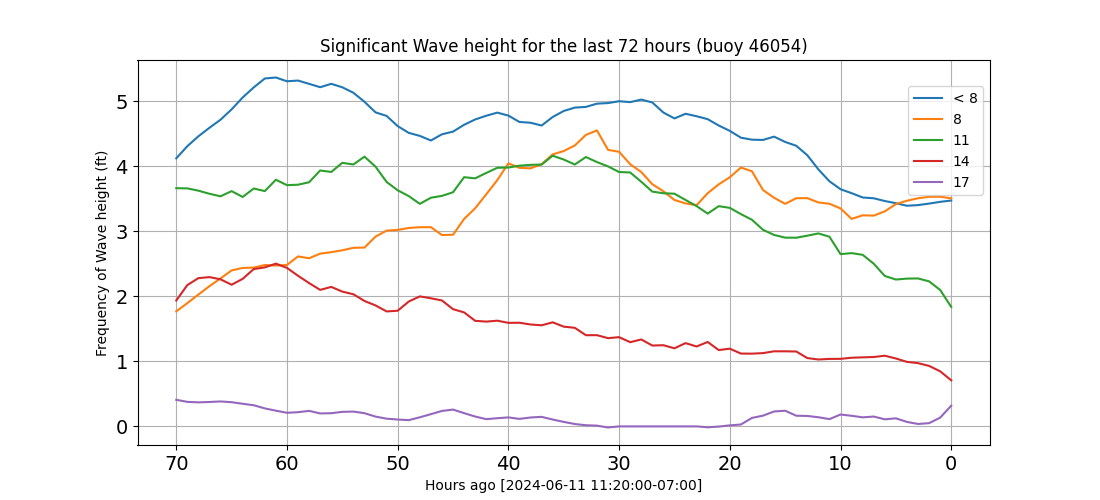 Significant Wave height for the last 72 hours (buoy 46054)
Frequency of Wave height (ft)
5
4
3
2
1
0
< 8
8
11
14
17
70 60 50 40 30 20 10 0
Hours ago [2024-06-11 11:20:00-07:00]